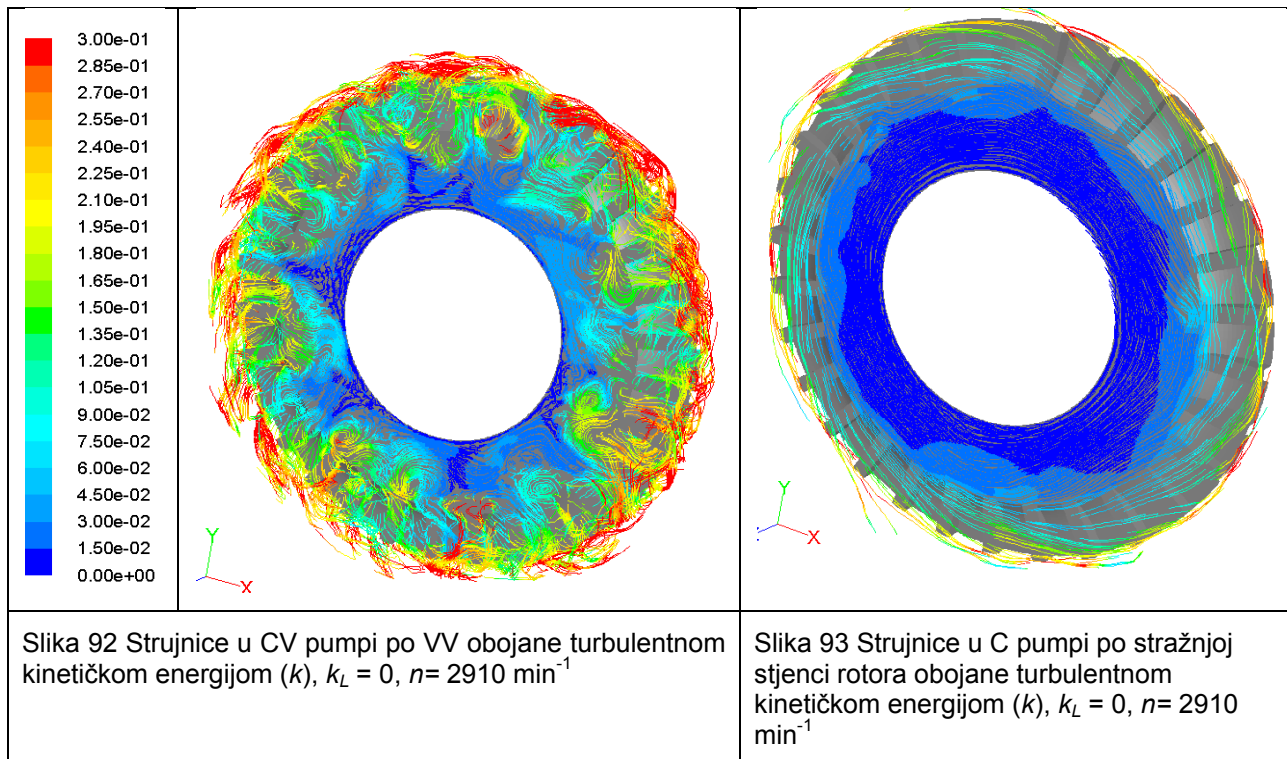 3.00e-01
2.85e-01
2.70e-01
2.55e-01
2.40e-01
2.25e-01
2.10e-01
1.95e-01
1.80e-01
1.65e-01
1.50e-01
1.35e-01
1.20e-01
1.05e-01
9.00e-02
7.50e-02
6.00e-02
4.50e-02
3.00e-02
1.50e-02
0.00e+00
Y
X
Y
X
Slika 92 Strujnice u CV pumpi po VV obojane turbulentnom
kinetičkom energijom (k), k_L = 0, n= 2910 min⁻¹
Slika 93 Strujnice u C pumpi po stražnjoj
stjenci rotora obojane turbulentnom
kinetičkom energijom (k), k_L = 0, n= 2910
min⁻¹